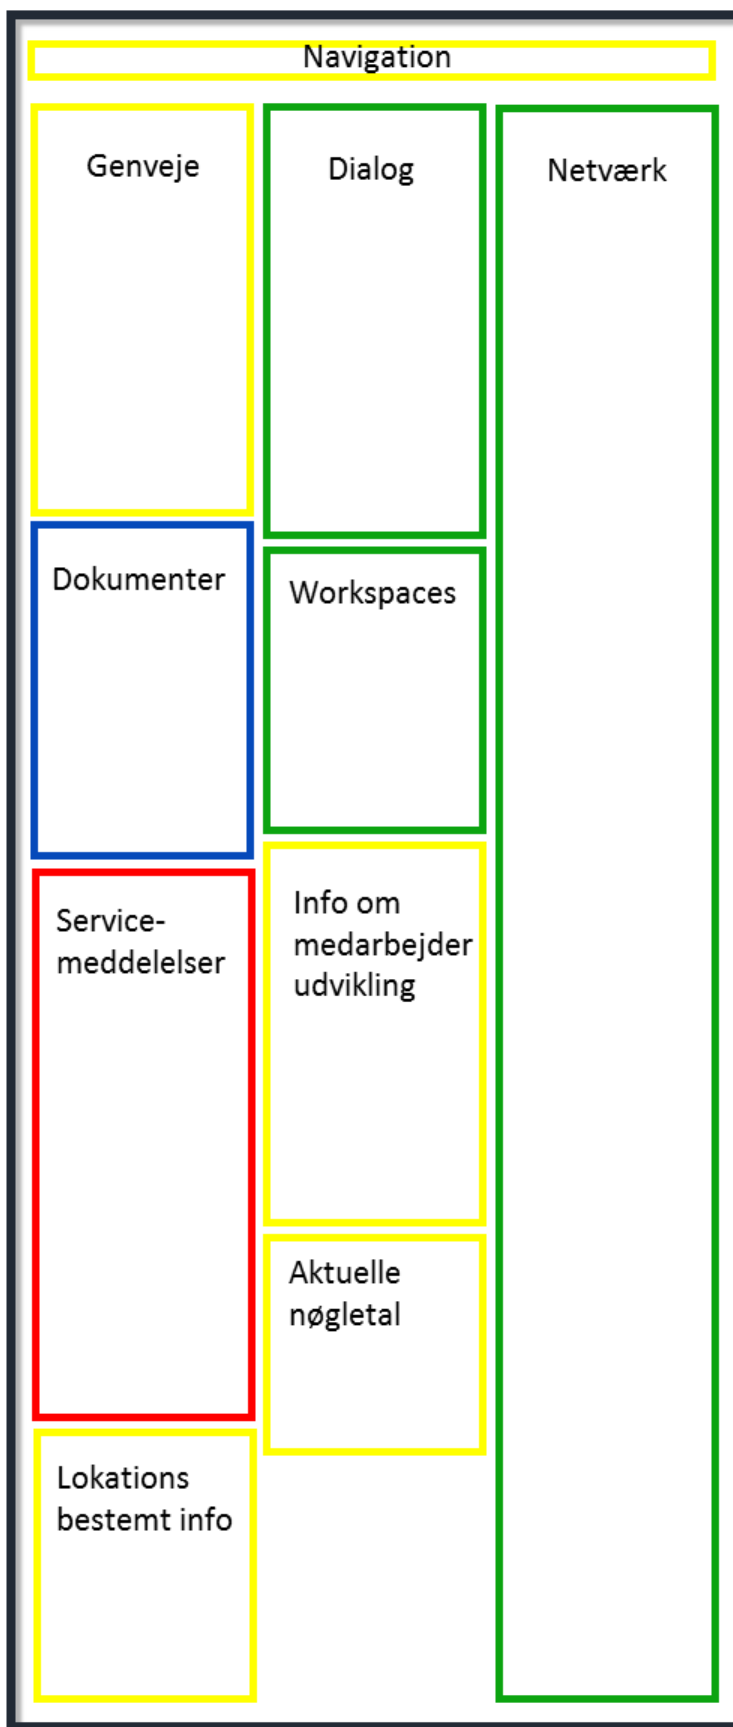 Navigation
Genveje
Dokumenter
Service-
meddelelser
Lokations
bestemt info
Dialog
Workspaces
Info om
medarbejder
udvikling
Aktuelle
nøgletal
Netværk